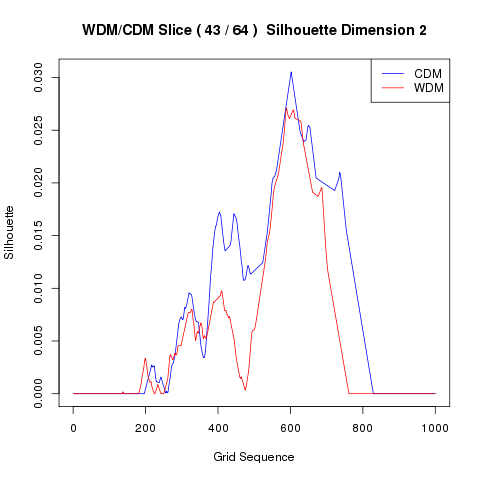 WDM/CDM Slice ( 43 / 64 )  Silhouette Dimension 2
CDM
WDM
0.030
0.025
0.020
0.015
0.010
0.005
0.000
Silhouette
0 200 400 600 800 1000
Grid Sequence